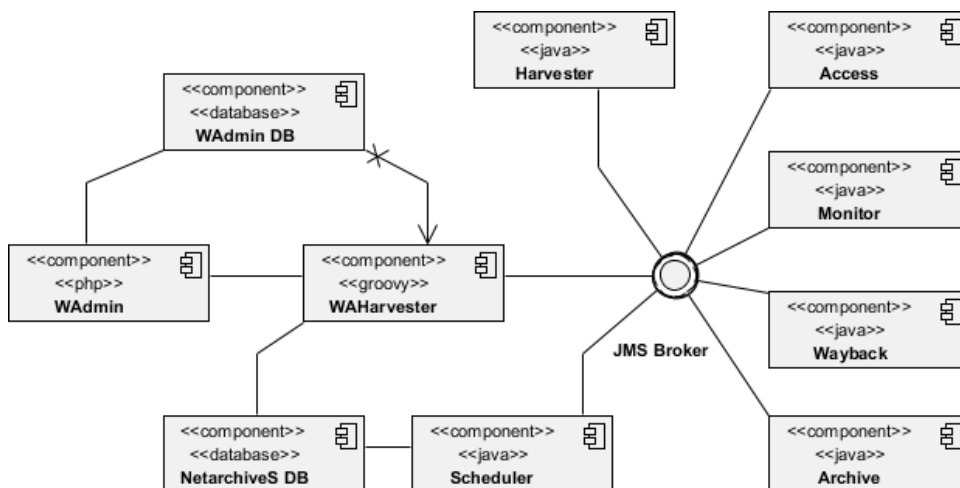 <<component>>
<<java>>
Harvester
<<component>>
<<java>>
Access
<<component>>
<<database>>
WAdmin DB
<<component>>
<<java>>
Monitor
<<component>>
<<php>>
WAdmin
<<component>>
<<groovy>>
WAHarvester
JMS Broker
<<component>>
<<java>>
Wayback
<<component>>
<<database>>
NetarchiveS DB
<<component>>
<<java>>
Scheduler
<<component>>
<<java>>
Archive